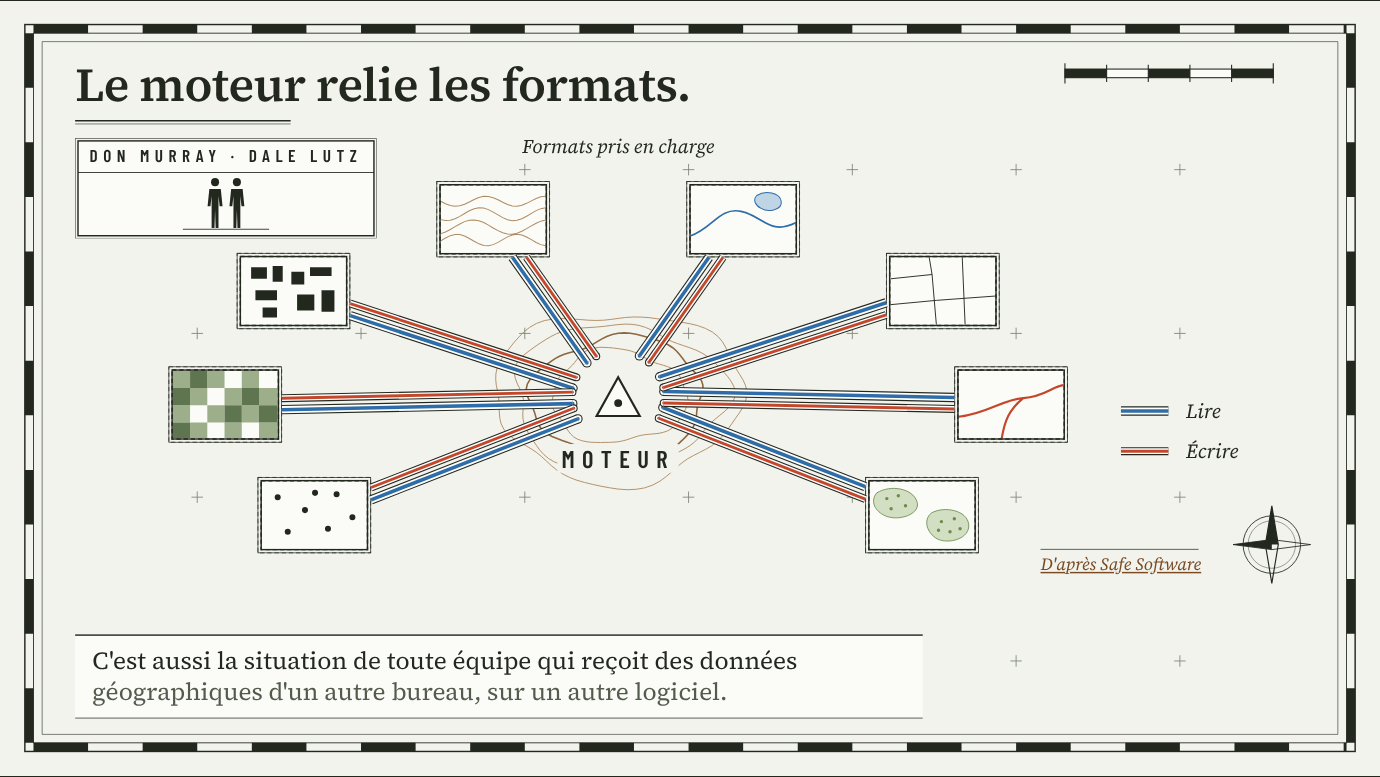 Le moteur relie les formats.
DON MURRAY · DALE LUTZ
Formats pris en charge
MOTEUR
Lire
Écrire
D'après Safe Software
C'est aussi la situation de toute équipe qui reçoit des données
géographiques d'un autre bureau, sur un autre logiciel.